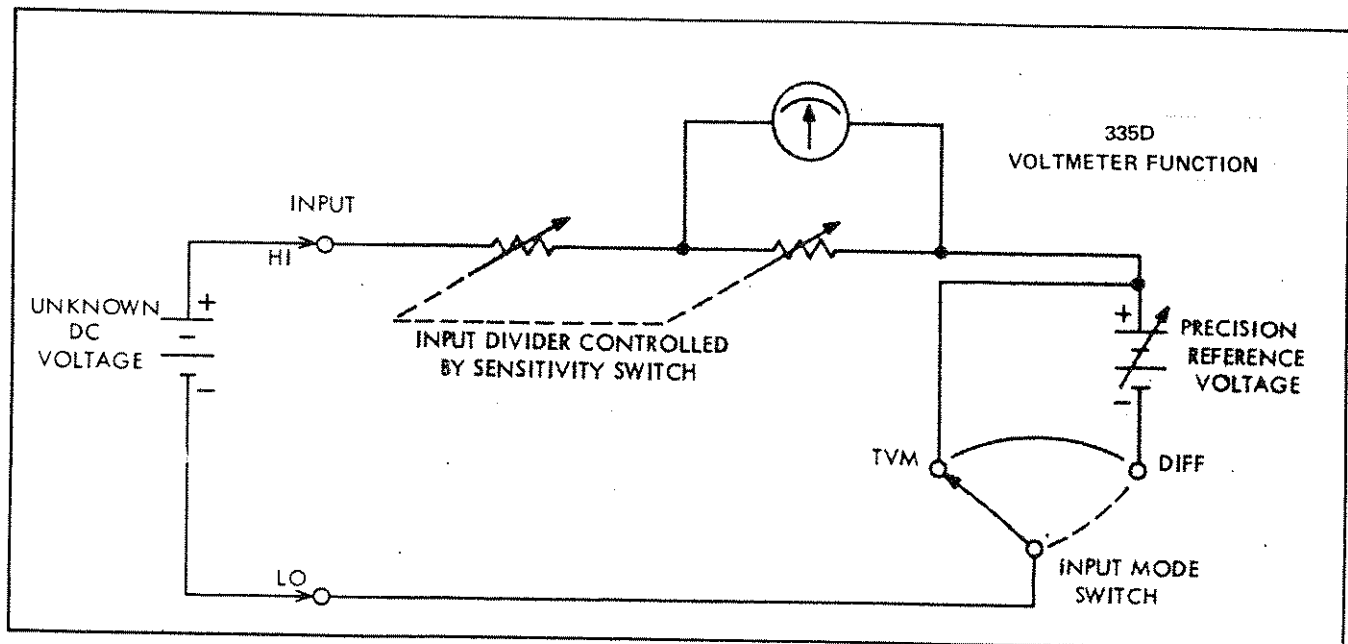 335D
VOLTMETER FUNCTION
INPUT
HI
UNKNOWN
DC
VOLTAGE
+
-
-
INPUT DIVIDER CONTROLLED
BY SENSITIVITY SWITCH
+
-
PRECISION
REFERENCE
VOLTAGE
TVM
DIFF
LO
INPUT MODE
SWITCH